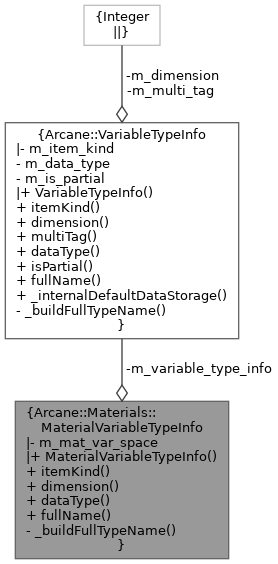 {Integer
||}
-m_dimension
-m_multi_tag
{Arcane::VariableTypeInfo
|- m_item_kind
- m_data_type
- m_is_partial
|+ VariableTypeInfo()
+ itemKind()
+ dimension()
+ multiTag()
+ dataType()
+ isPartial()
+ fullName()
+ _internalDefaultDataStorage()
- _buildFullTypeName()
}
-m_variable_type_info
{Arcane::Materials::
MaterialVariableTypeInfo
|- m_mat_var_space
|+ MaterialVariableTypeInfo()
+ itemKind()
+ dimension()
+ dataType()
+ fullName()
- _buildFullTypeName()
}